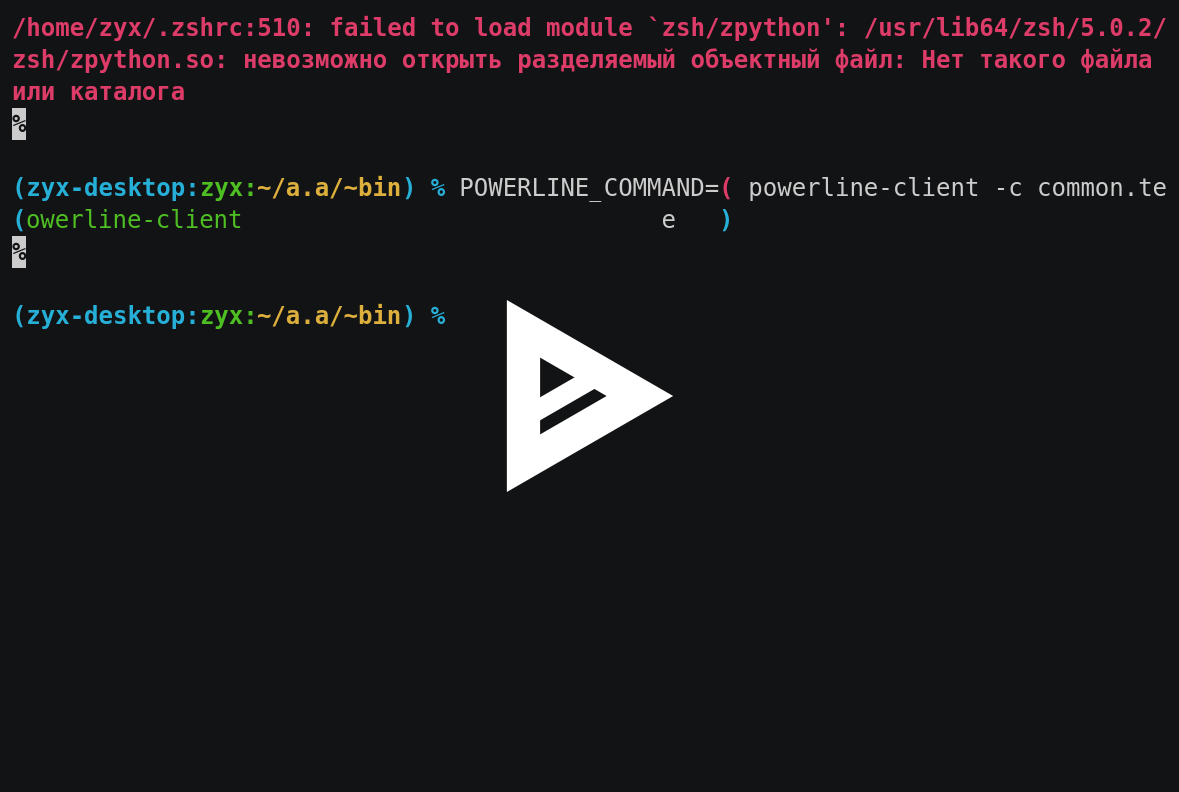 /home/zyx/.zshrc:510: failed to load module `zsh/zpython': /usr/lib64/zsh/5.0.2/
zsh/zpython.so: невозможно открыть разделяемый объектный файл: Нет такого файла
или каталога
%
(zyx-desktop:zyx:~/a.a/~bin) % POWERLINE_COMMAND=( powerline-client -c common.te
(owerline-client                             e   )
%
(zyx-desktop:zyx:~/a.a/~bin) %